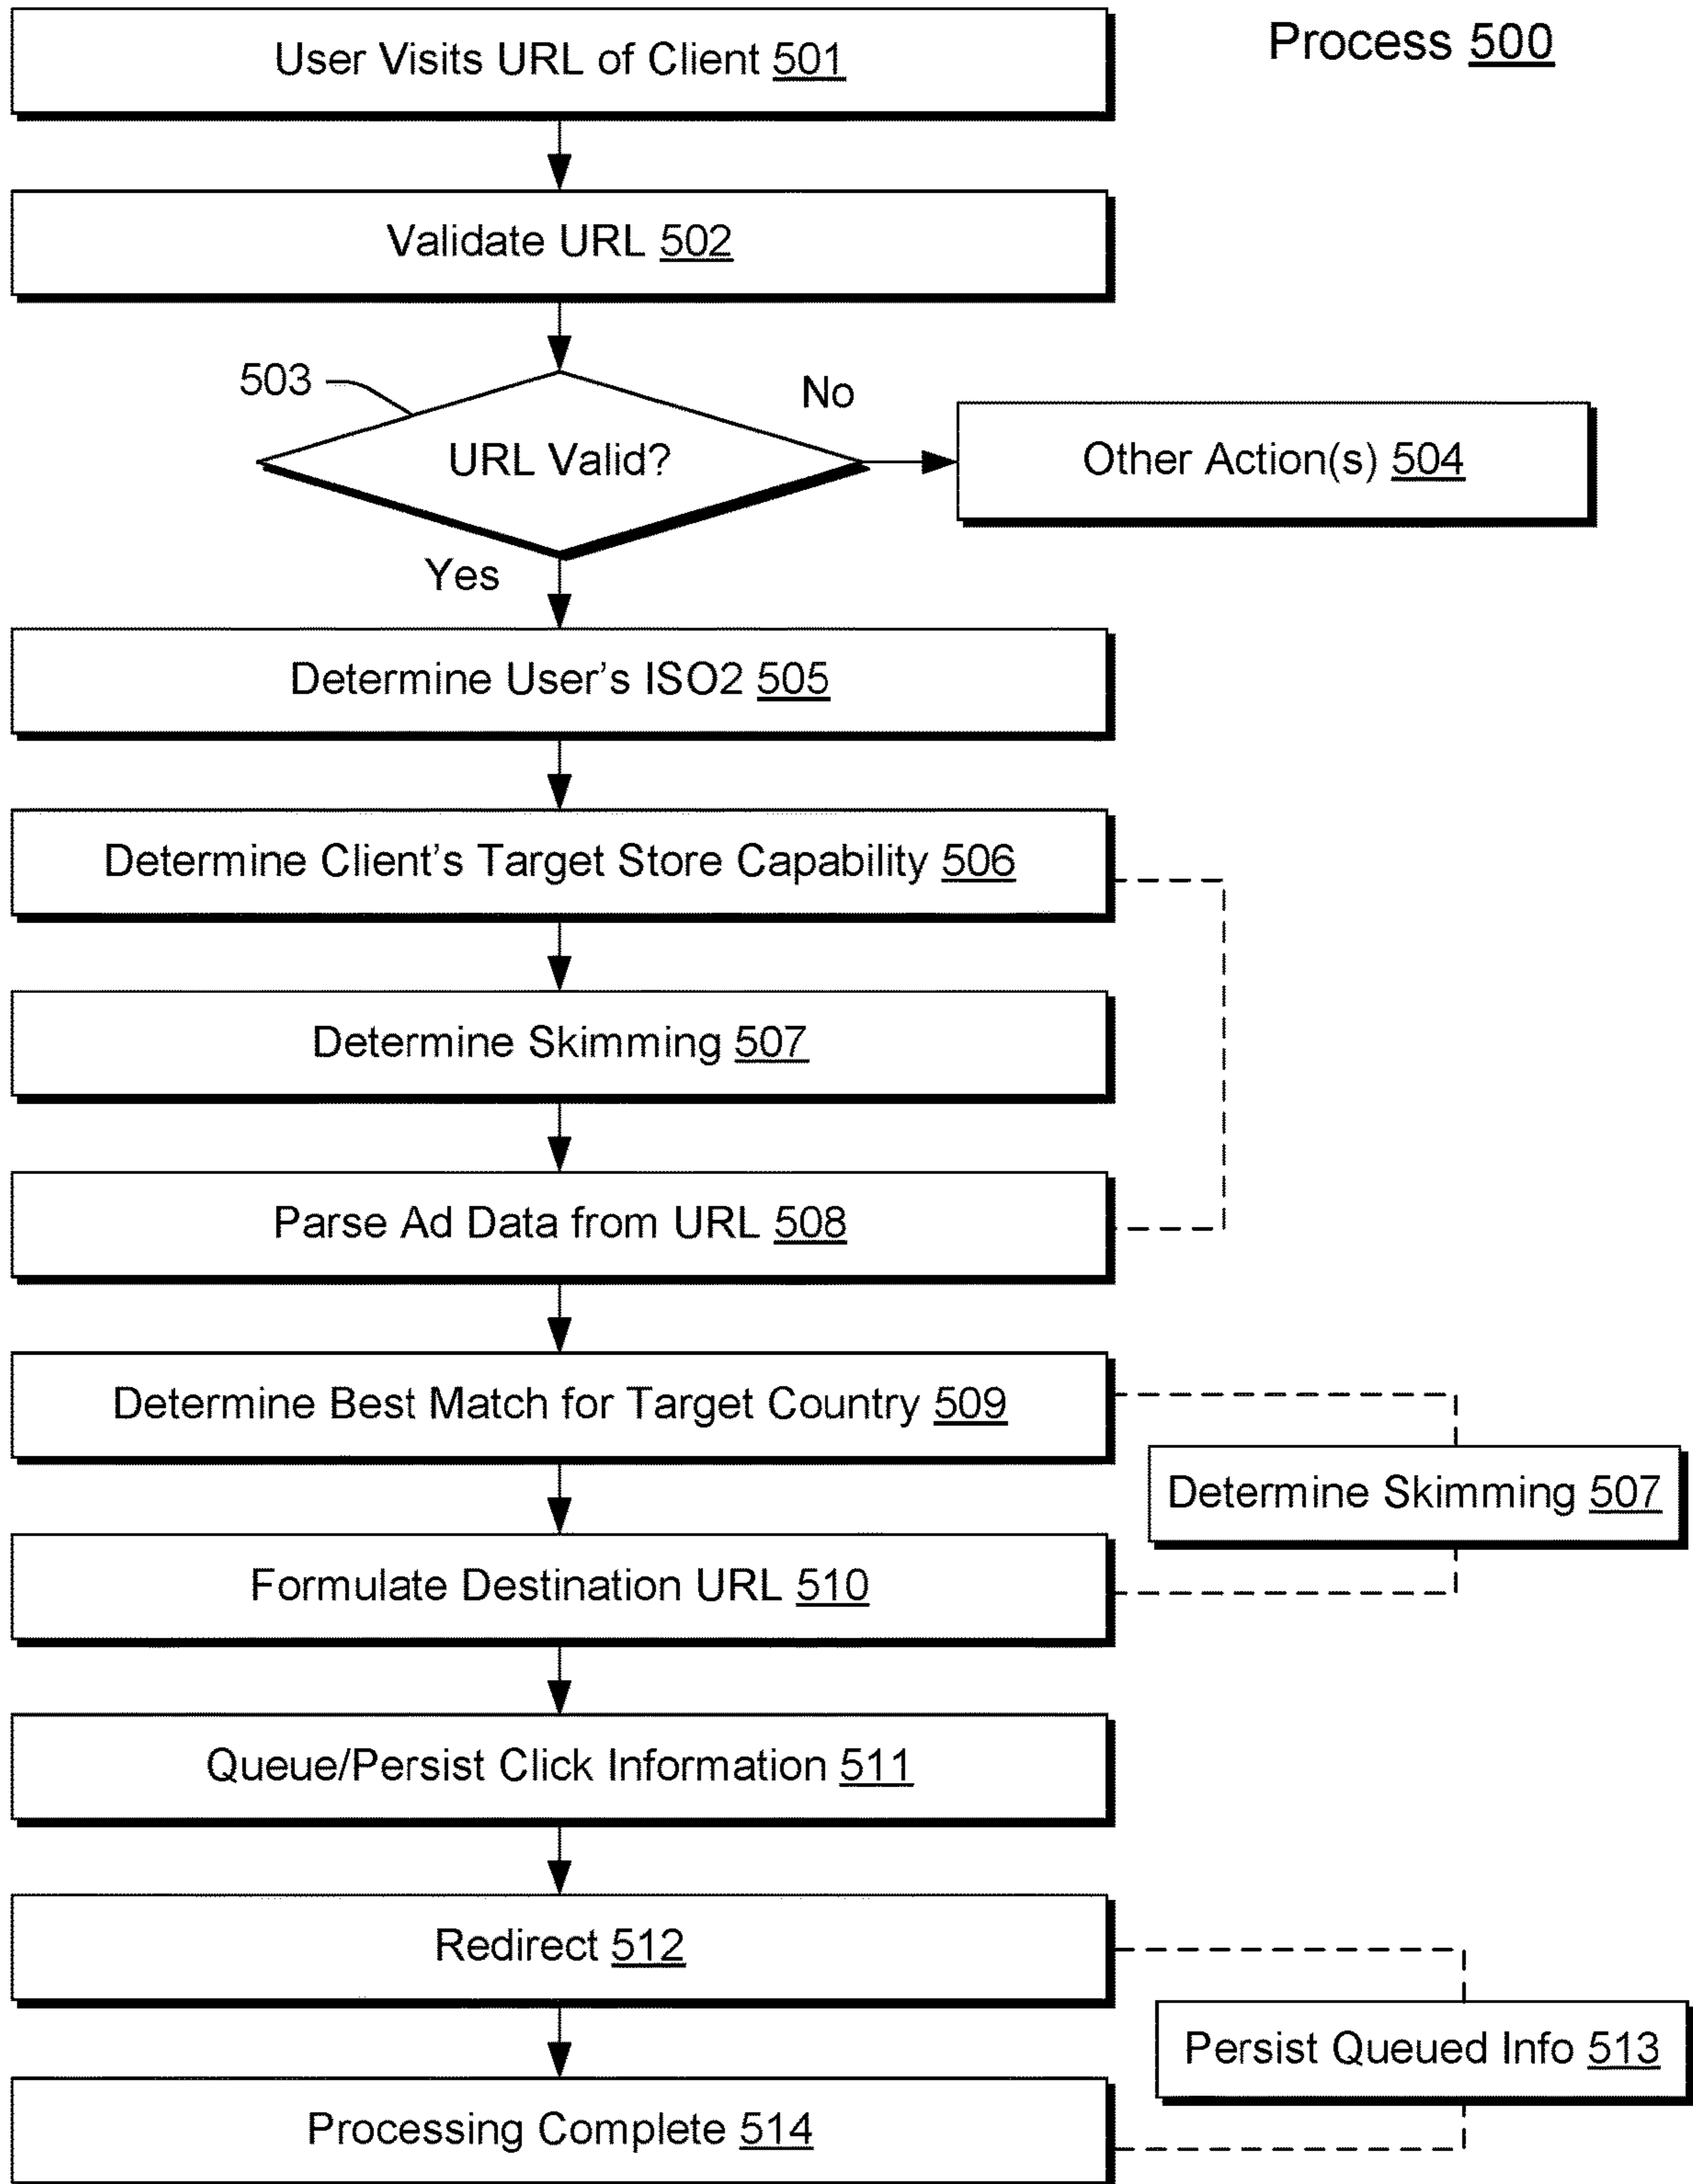 Process 500
User Visits URL of Client 501
Validate URL 502
503
URL Valid?
No
Other Action(s) 504
Yes
Determine User’s ISO2 505
Determine Client’s Target Store Capability 506
Determine Skimming 507
Parse Ad Data from URL 508
Determine Best Match for Target Country 509
Determine Skimming 507
Formulate Destination URL 510
Queue/Persist Click Information 511
Redirect 512
Persist Queued Info 513
Processing Complete 514